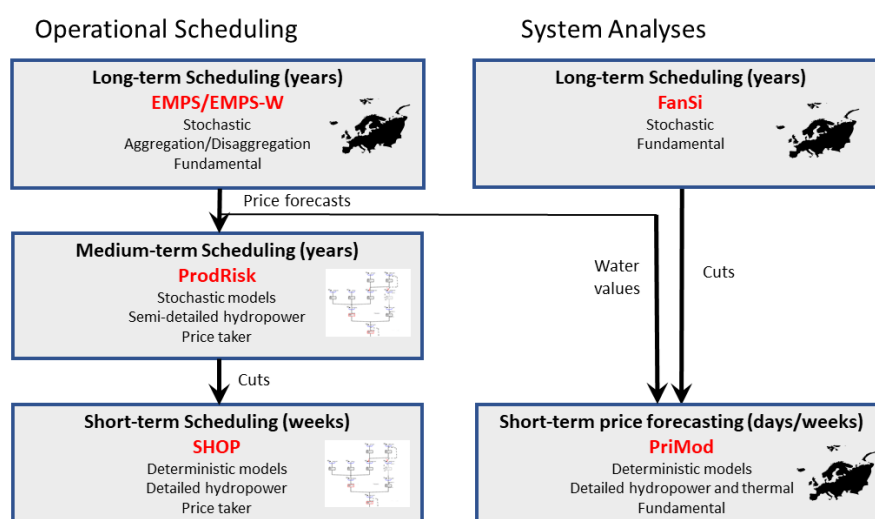 Operational Scheduling
System Analyses
Long-term Scheduling (years)
EMPS/EMPS-W
Stochastic
Aggregation/Disaggregation
Fundamental
Long-term Scheduling (years)
FanSi
Stochastic
Fundamental
Price forecasts
Medium-term Scheduling (years)
ProdRisk
Stochastic models
Semi-detailed hydropower
Price taker
Water
values
Cuts
Cuts
Short-term Scheduling (weeks)
SHOP
Deterministic models
Detailed hydropower
Price taker
Short-term price forecasting (days/weeks)
PriMod
Deterministic models
Detailed hydropower and thermal
Fundamental